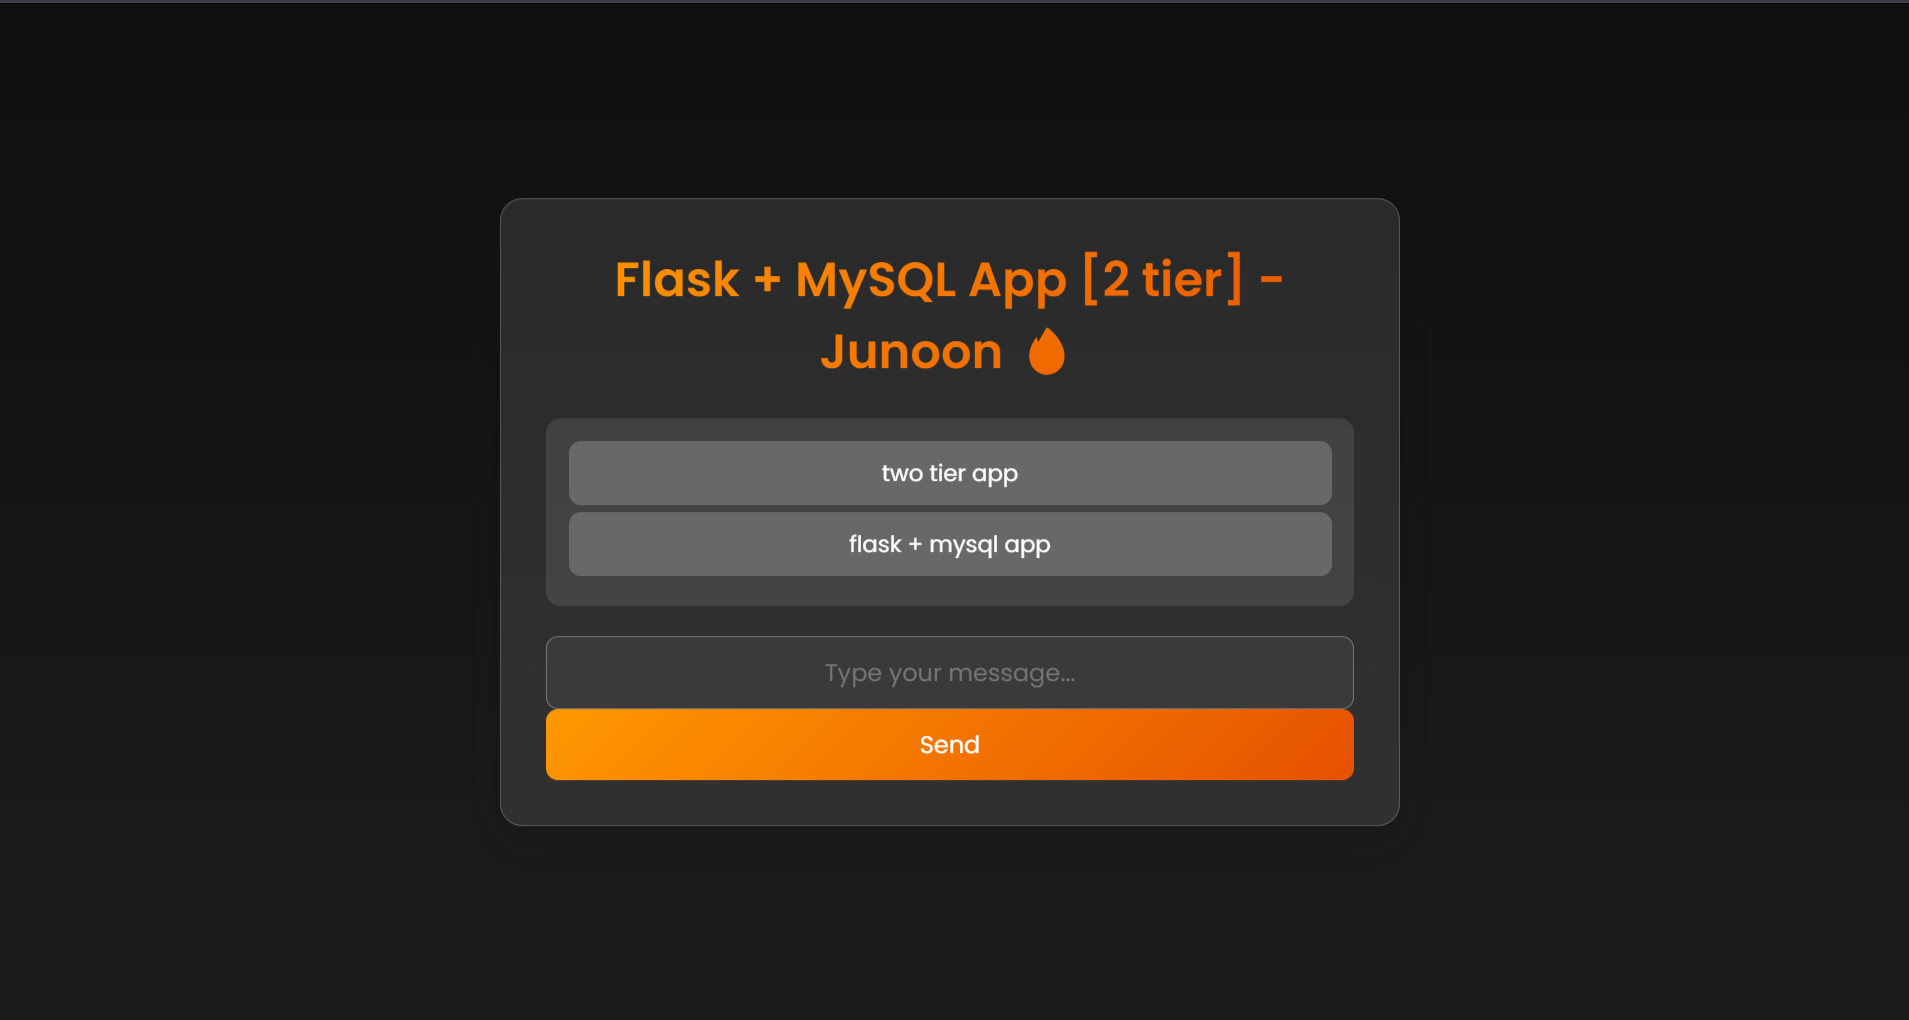 Flask + MySQL App [2 tier] -
Junoon 🔥
two tier app
flask + mysql app
Type your message...
Send